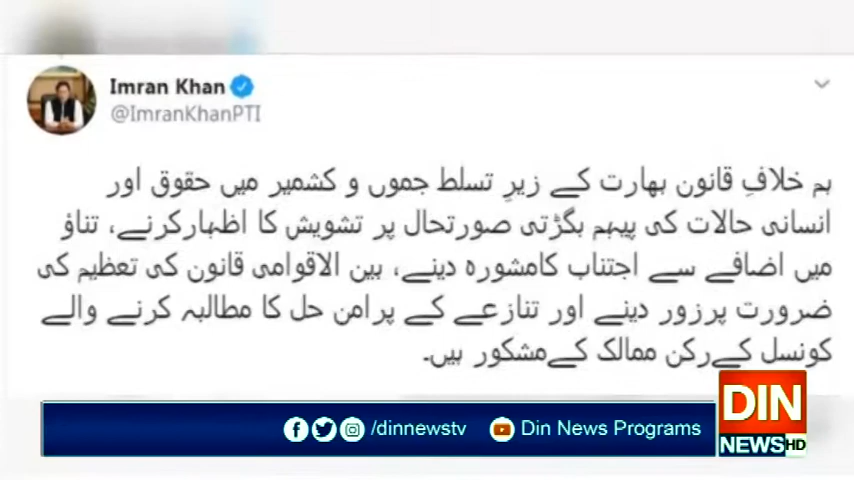 Imran Khan
@ImranKhanPTI
ہم خلافِ قانون بھارت کے زیرِ تسلط جموں و کشمیر میں حقوق اور
انسانی حالات کی پیہم بگڑتی صورتحال پر تشویش کا اظہارکرنے، تناؤ
میں اضافے سے اجتناب کامشورہ دینے، بین الاقوامی قانون کی تعظیم کی
ضرورت پرزور دینے اور تنازعے کے پرامن حل کا مطالبہ کرنے والے
کونسل کےرکن ممالک کےمشکور ہیں۔
/dinnewstv Din News Programs
DIN
NEWS HD